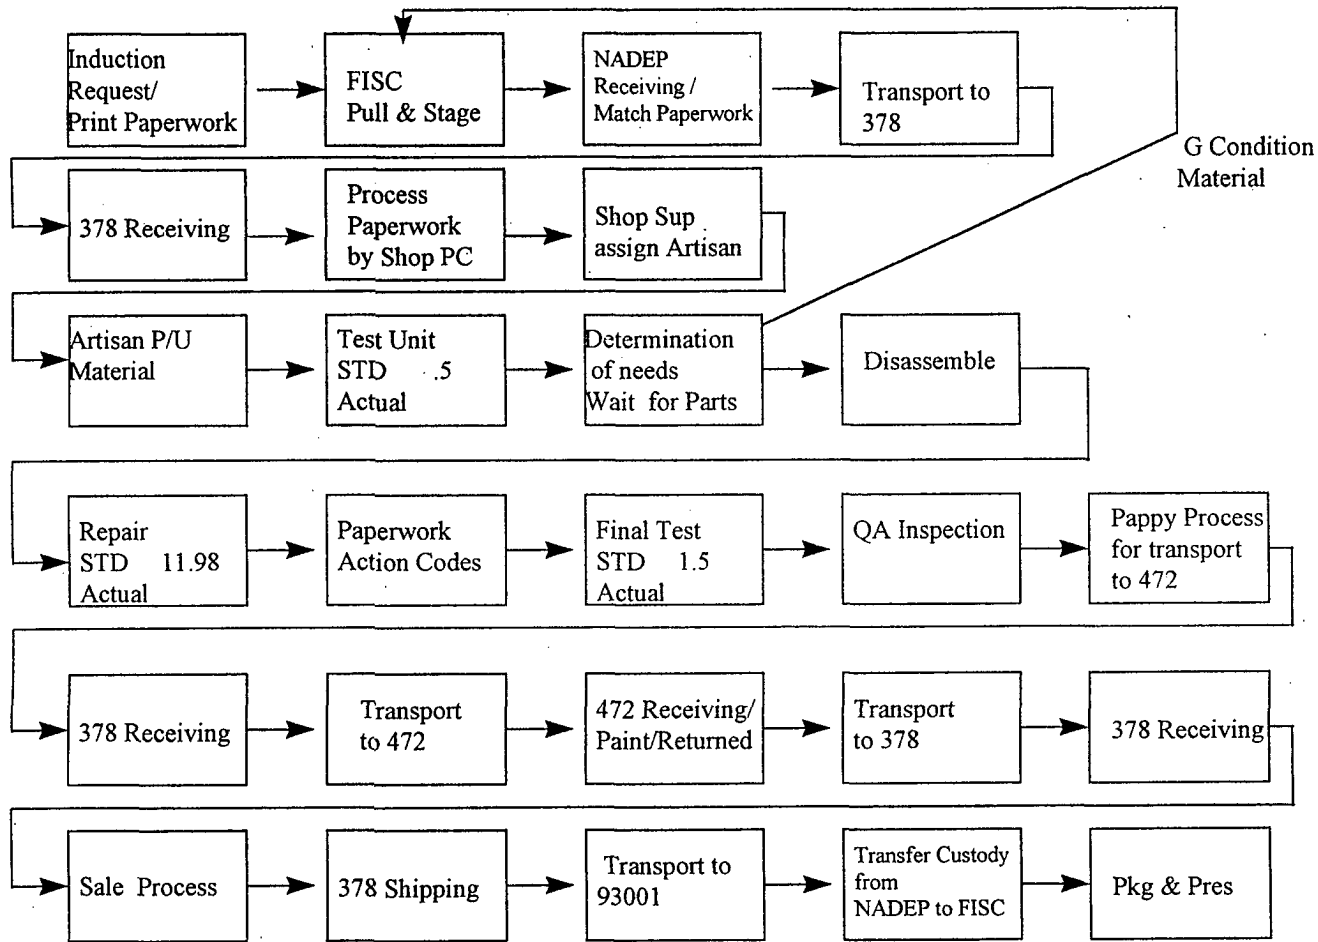 Induction
Request/
Print Paperwork
FISC
Pull & Stage
NADEP
Receiving /
Match Paperwork
Transport to
378
G Condition
Material
378 Receiving
Process
Paperwork
by Shop PC
Shop Sup
assign Artisan
Artisan P/U
Material
Test Unit
STD .5
Actual
Determination
of needs
Wait for Parts
Disassemble
Repair
STD 11.98
Actual
Paperwork
Action Codes
Final Test
STD 1.5
Actual
QA Inspection
Pappy Process
for transport
to 472
378 Receiving
Transport
to 472
472 Receiving/
Paint/Returned
Transport
to 378
378 Receiving
Sale Process
378 Shipping
Transport to
93001
Transfer Custody
from
NADEP to FISC
Pkg & Pres